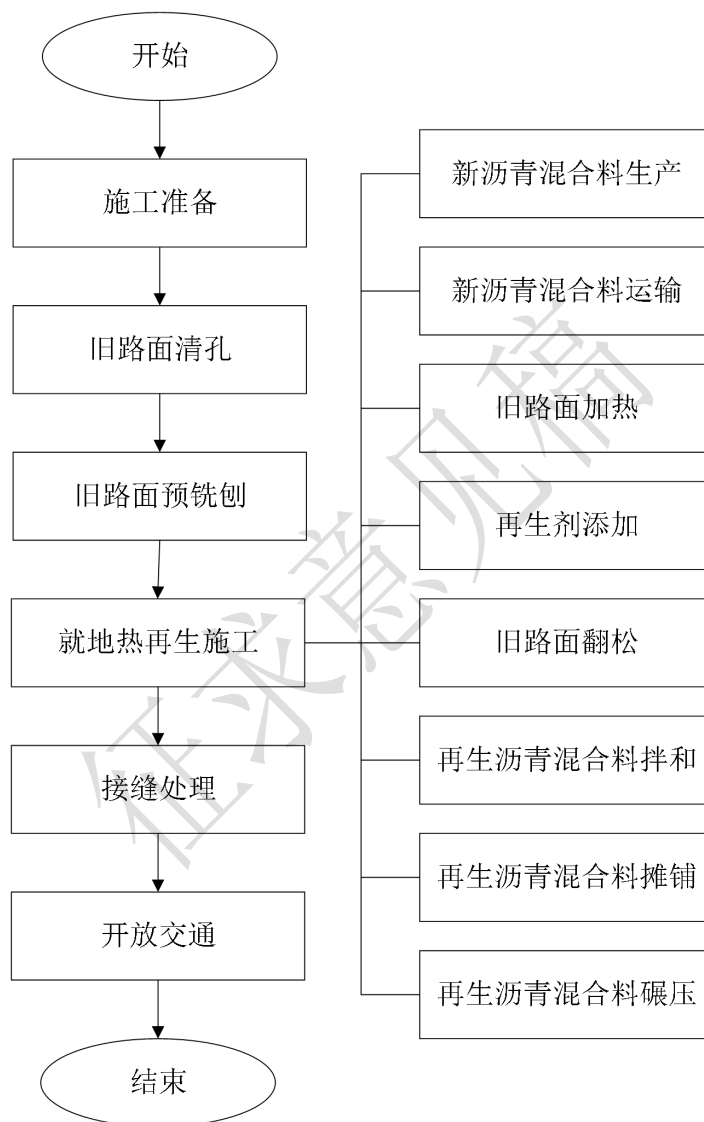 开始
施工准备
旧路面清孔
旧路面预铣刨
就地热再生施工
接缝处理
开放交通
结束
新沥青混合料生产
新沥青混合料运输
旧路面加热
再生剂添加
旧路面翻松
再生沥青混合料拌和
再生沥青混合料摊铺
再生沥青混合料碾压
征求意见稿